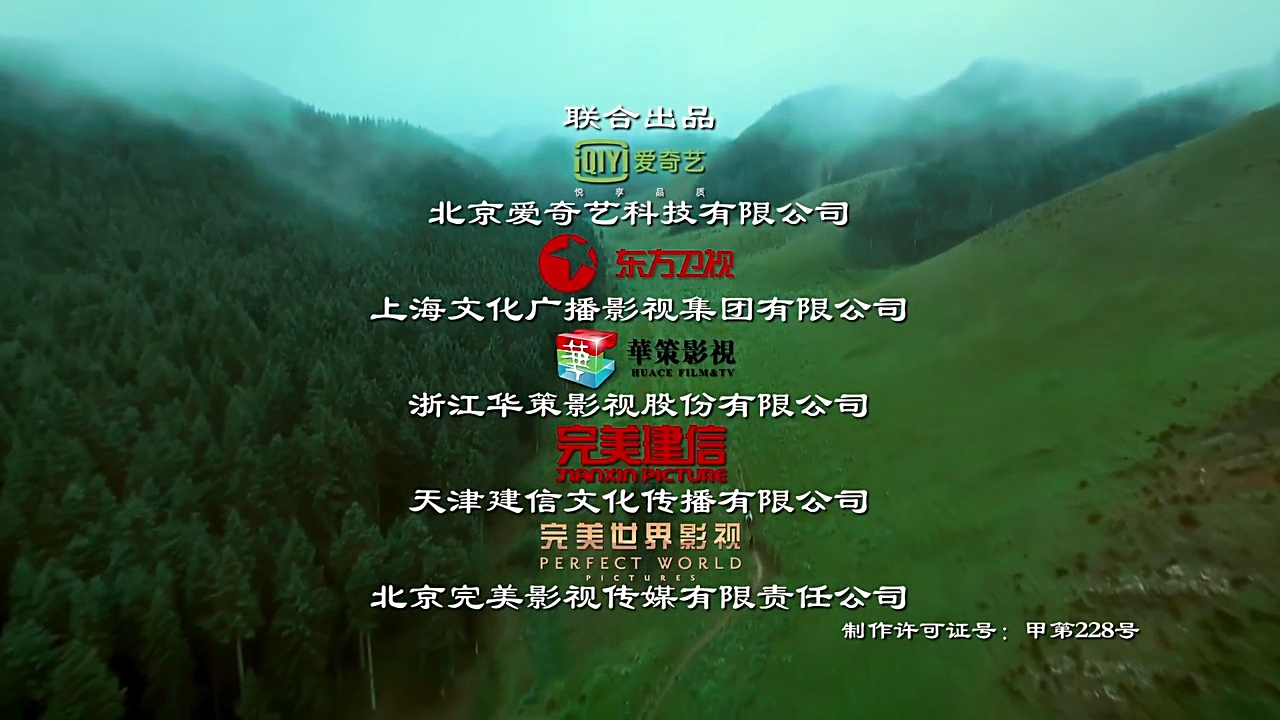 联合出品
iQIYI 爱奇艺
悦享品质
北京爱奇艺科技有限公司
东方卫视
上海文化广播影视集团有限公司
華 華策影視
HUACE FILM&TV
浙江华策影视股份有限公司
完美建信
JIANXIN PICTURE
天津建信文化传播有限公司
完美世界影视
PERFECT WORLD
PICTURES
北京完美影视传媒有限责任公司
制作许可证号：甲第228号